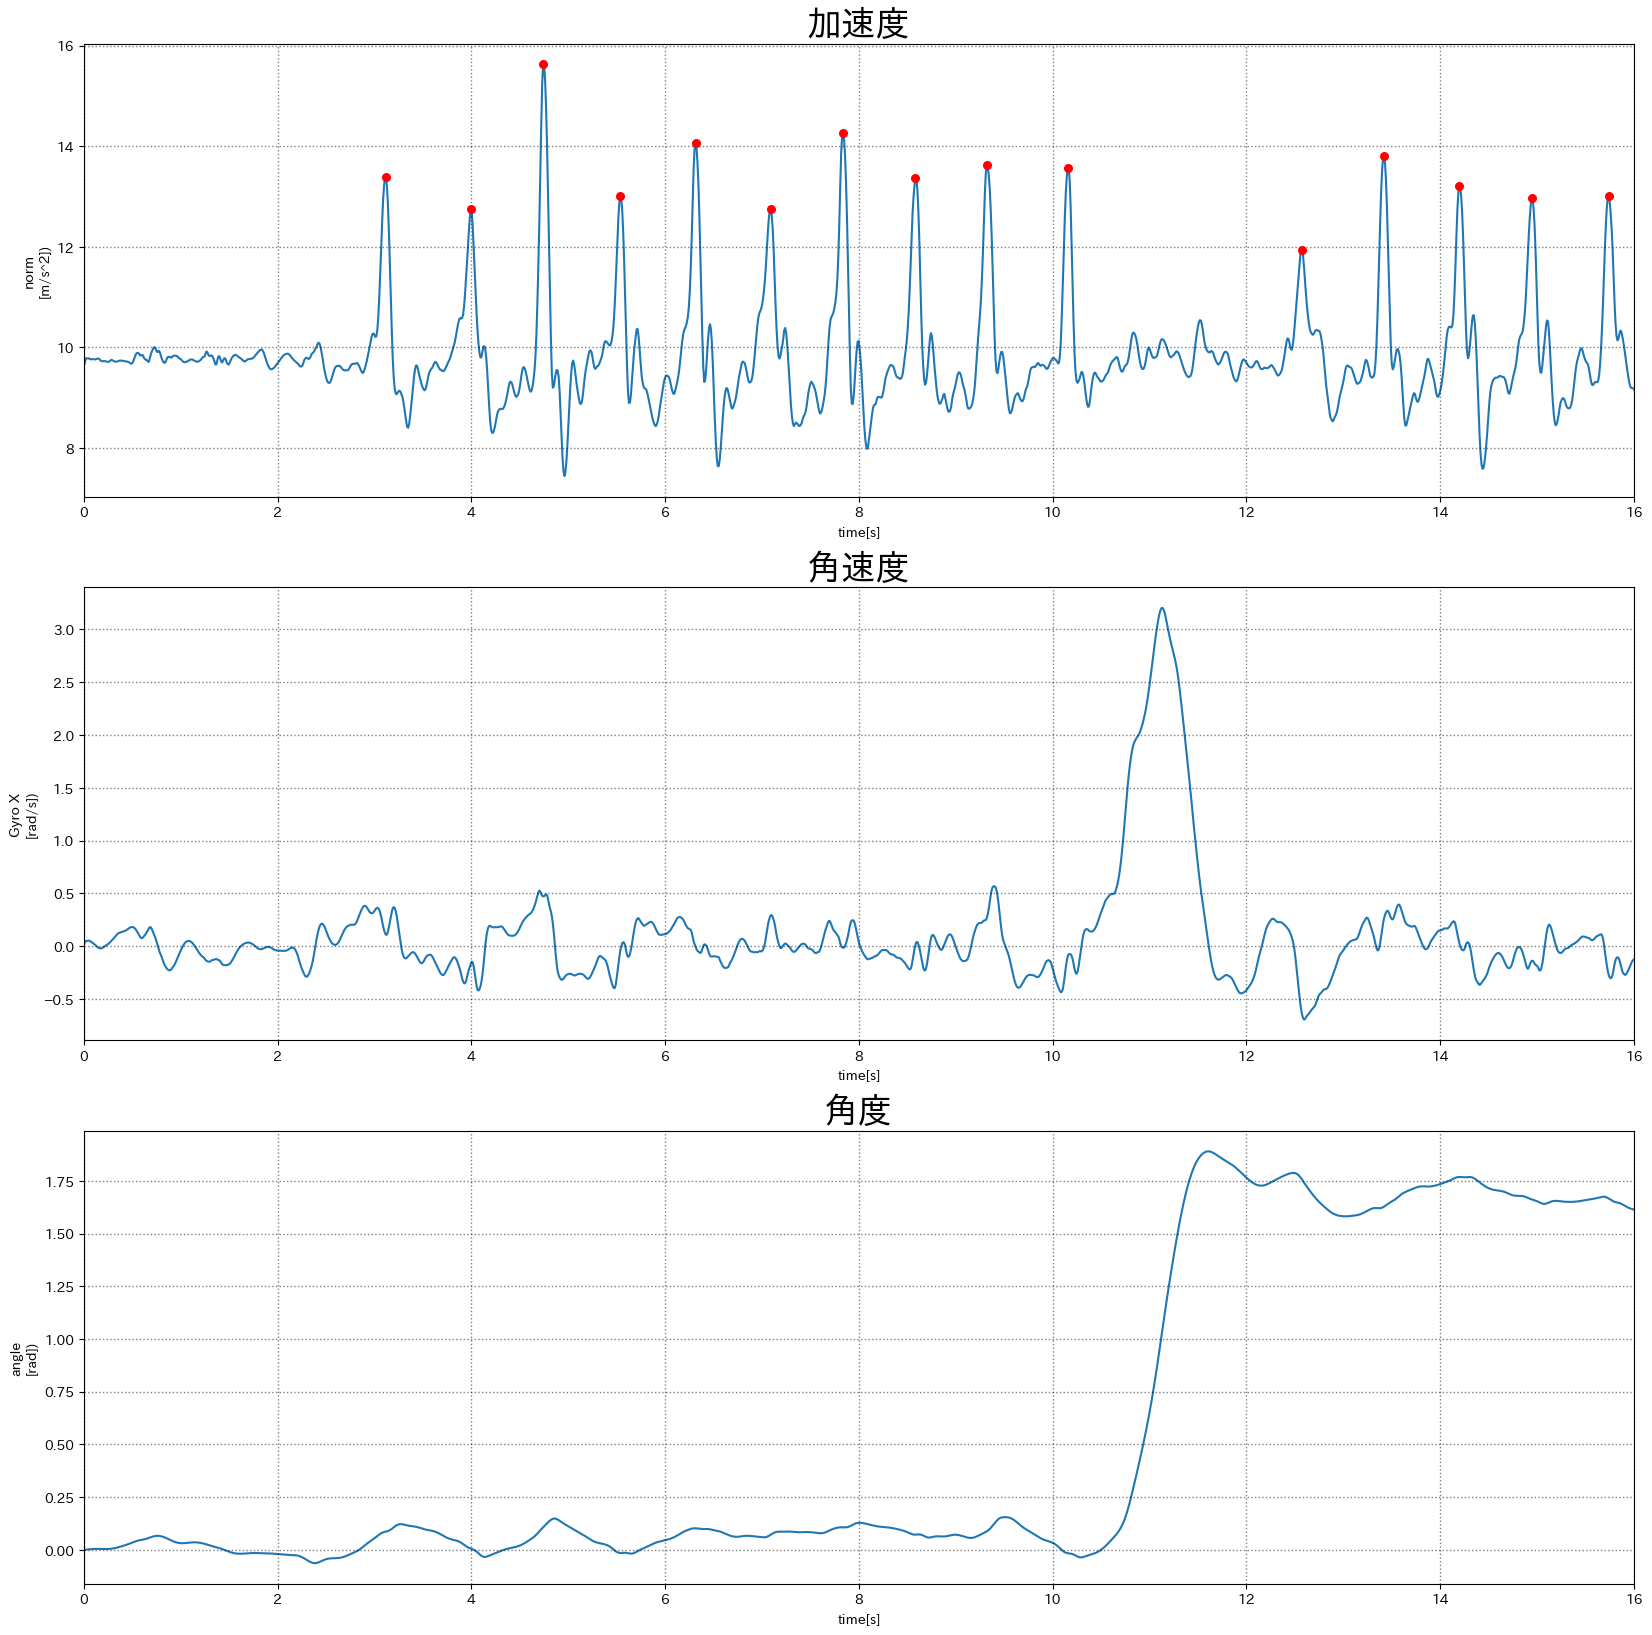 加速度
16
14
12
10
8
norm
[m/s^2])
0 2 4 6 8 10 12 14 16
time[s]
角速度
3.0
2.5
2.0
1.5
1.0
0.5
0.0
−0.5
Gyro X
[rad/s])
0 2 4 6 8 10 12 14 16
time[s]
角度
1.75
1.50
1.25
1.00
0.75
0.50
0.25
0.00
angle
[rad])
0 2 4 6 8 10 12 14 16
time[s]